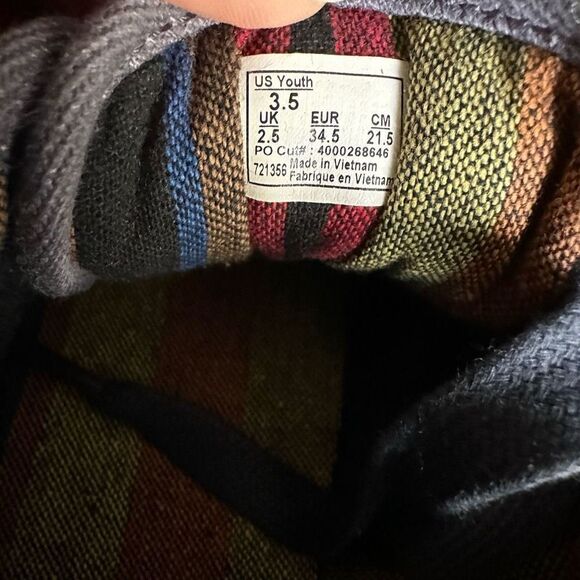 US Youth
3.5
UK EUR CM
2.5 34.5 21.5
PO Cut# : 4000268646
721356 Made in Vietnam
Fabrique en Vietnam